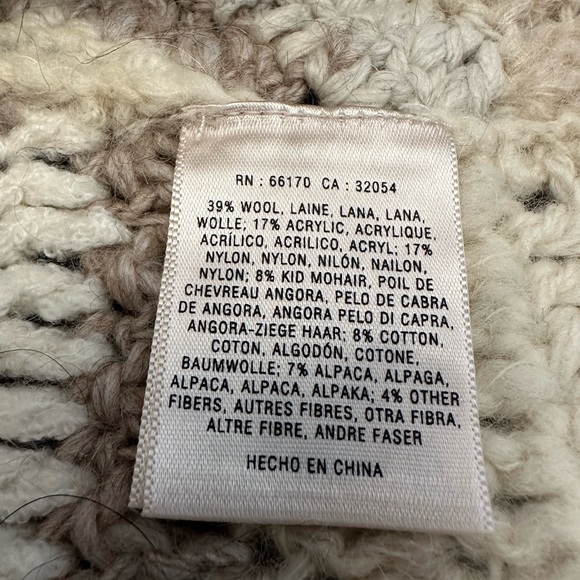 RN : 66170 CA : 32054
39% WOOL, LAINE, LANA, LANA,
WOLLE; 17% ACRYLIC, ACRYLIQUE,
ACRÍLICO, ACRILICO, ACRYL; 17%
NYLON, NYLON, NILÓN, NAILON,
NYLON; 8% KID MOHAIR, POIL DE
CHEVREAU ANGORA, PELO DE CABRA
DE ANGORA, ANGORA PELO DI CAPRA,
ANGORA-ZIEGE HAAR; 8% COTTON,
COTON, ALGODÓN, COTONE,
BAUMWOLLE; 7% ALPACA, ALPAGA,
ALPACA, ALPACA, ALPAKA; 4% OTHER
FIBERS, AUTRES FIBRES, OTRA FIBRA,
ALTRE FIBRE, ANDRE FASER
HECHO EN CHINA